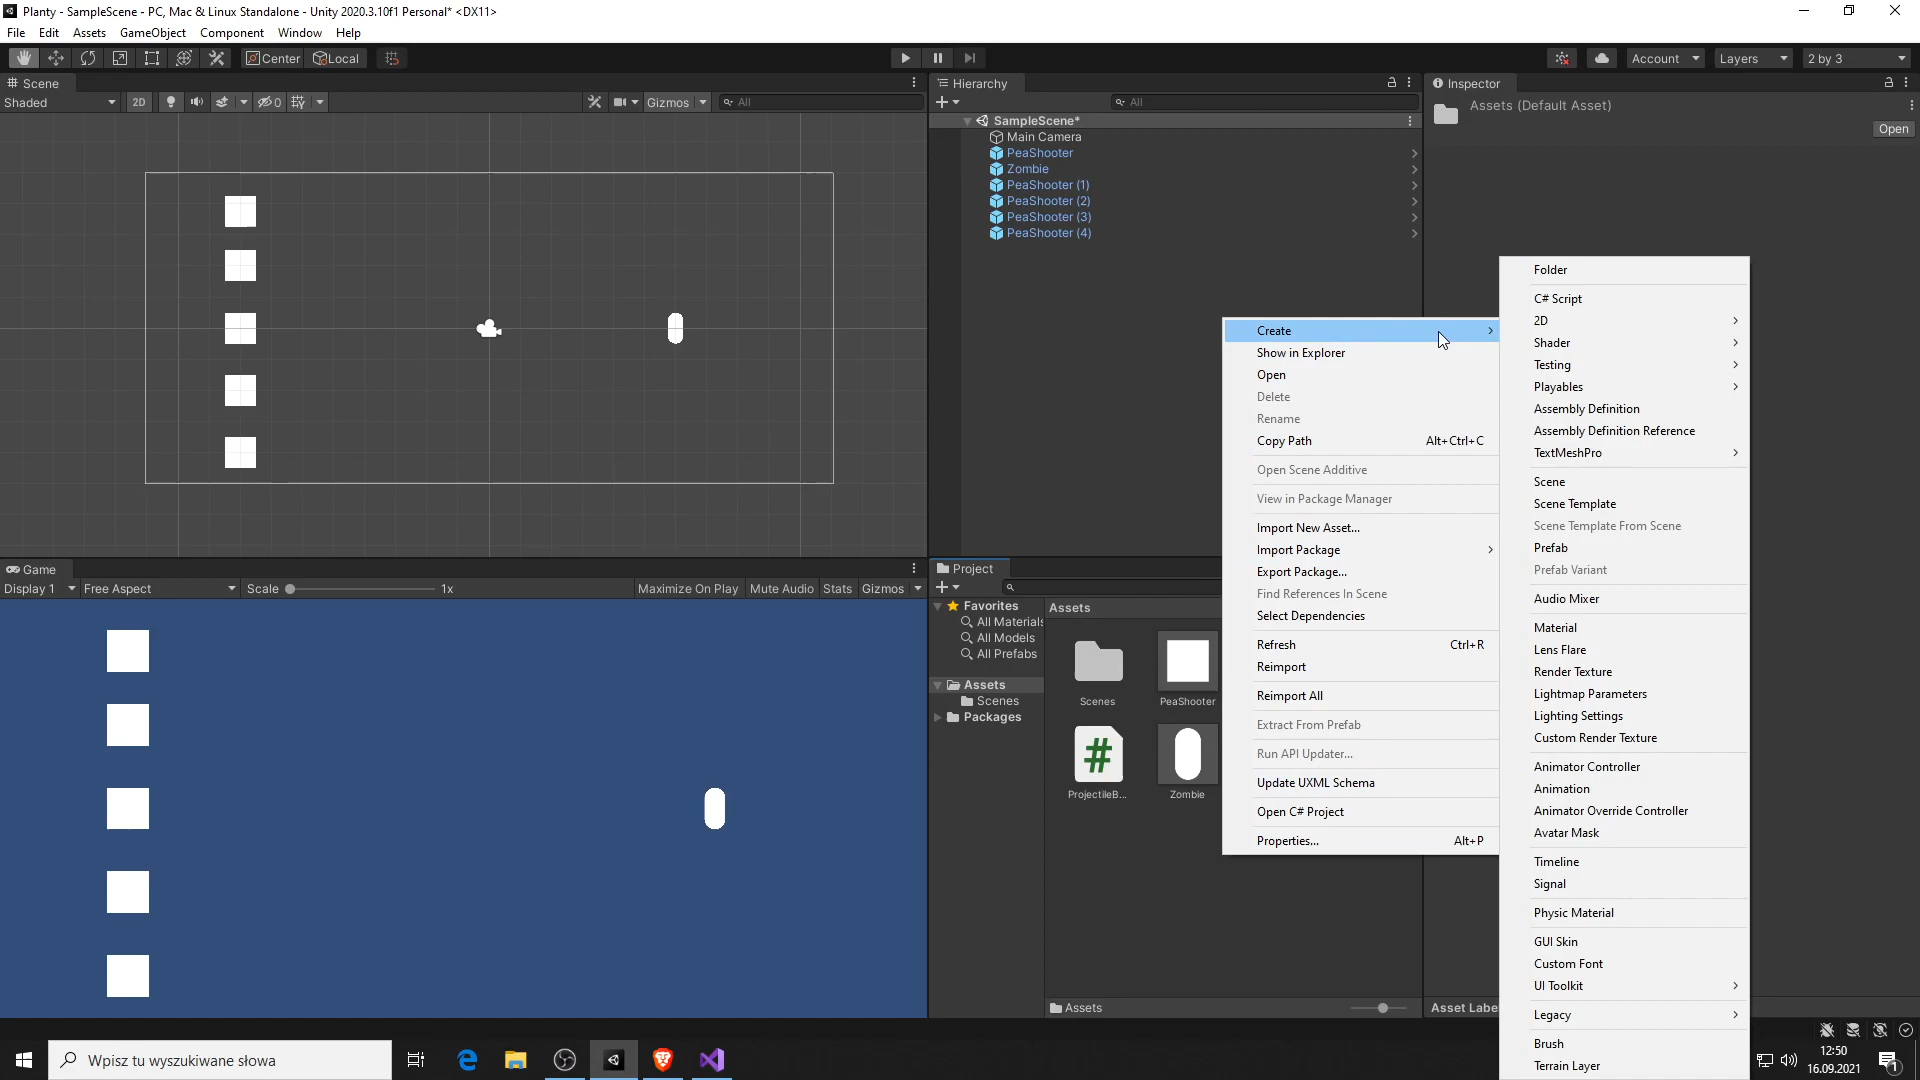 Planty - SampleScene - PC, Mac & Linux Standalone - Unity 2020.3.10f1 Personal* <DX11>
File Edit Assets GameObject Component Window Help
Center Local
Account Layers 2 by 3
Scene
Shaded 2D 0 Gizmos All
Hierarchy
All
SampleScene*
Main Camera
PeaShooter
Zombie
PeaShooter (1)
PeaShooter (2)
PeaShooter (3)
PeaShooter (4)
Inspector
Assets (Default Asset)
Open
Create
Show in Explorer
Open
Delete
Rename
Copy Path Alt+Ctrl+C
Open Scene Additive
View in Package Manager
Import New Asset...
Import Package
Export Package...
Find References In Scene
Select Dependencies
Refresh Ctrl+R
Reimport
Reimport All
Extract From Prefab
Run API Updater...
Update UXML Schema
Open C# Project
Properties... Alt+P
Folder
C# Script
2D
Shader
Testing
Playables
Assembly Definition
Assembly Definition Reference
TextMeshPro
Scene
Scene Template
Scene Template From Scene
Prefab
Prefab Variant
Audio Mixer
Material
Lens Flare
Render Texture
Lightmap Parameters
Lighting Settings
Custom Render Texture
Animator Controller
Animation
Animator Override Controller
Avatar Mask
Timeline
Signal
Physic Material
GUI Skin
Custom Font
UI Toolkit
Legacy
Brush
Terrain Layer
Game
Display 1 Free Aspect Scale 1x Maximize On Play Mute Audio Stats Gizmos
Project
Favorites
All Materials
All Models
All Prefabs
Assets
Scenes
Packages
Assets
Scenes
PeaShooter
#
ProjectileB...
Zombie
Assets
Asset Labe
Wpisz tu wyszukiwane słowa
12:50
16.09.2021
1